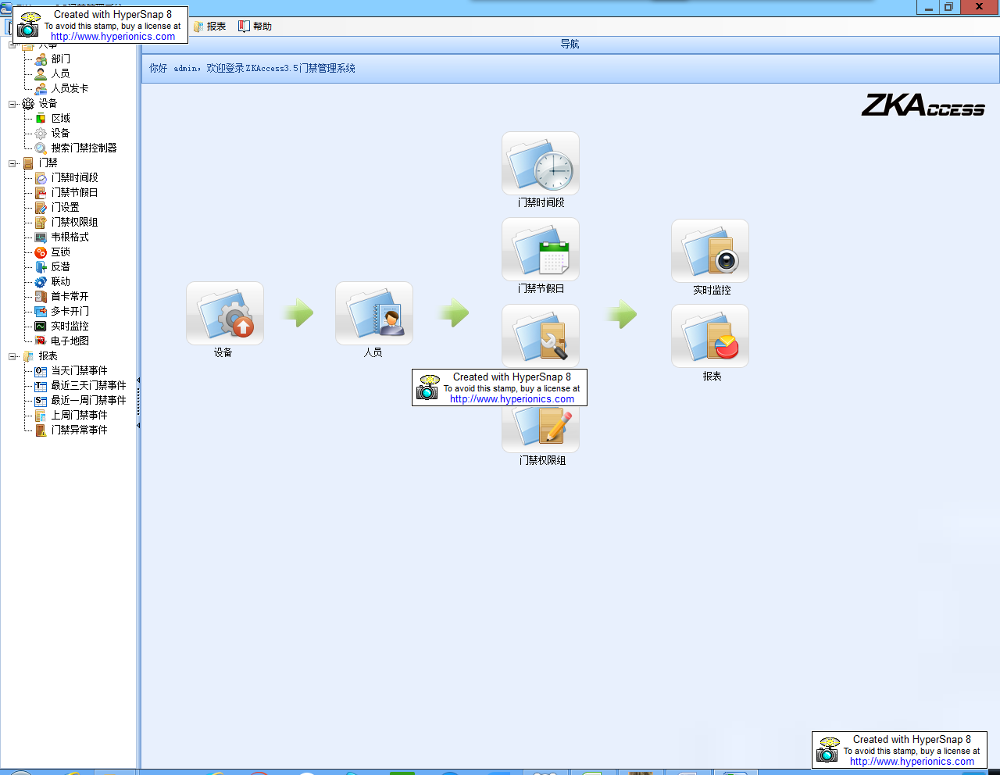 Created with HyperSnap 8
To avoid this stamp, buy a license at
http://www.hyperionics.com
报表
帮助
导航
你好 admin，欢迎登录ZKAccess3.5门禁管理系统
ZKAccess
部门
人员
人员发卡
设备
区域
设备
搜索门禁控制器
门禁
门禁时间段
门禁节假日
门设置
门禁权限组
韦根格式
互锁
反潜
联动
首卡常开
多卡开门
实时监控
电子地图
报表
当天门禁事件
最近三天门禁事件
最近一周门禁事件
上周门禁事件
门禁异常事件
设备
人员
门禁时间段
门禁节假日
Created with HyperSnap 8
To avoid this stamp, buy a license at
http://www.hyperionics.com
门禁权限组
实时监控
报表
Created with HyperSnap 8
To avoid this stamp, buy a license at
http://www.hyperionics.com